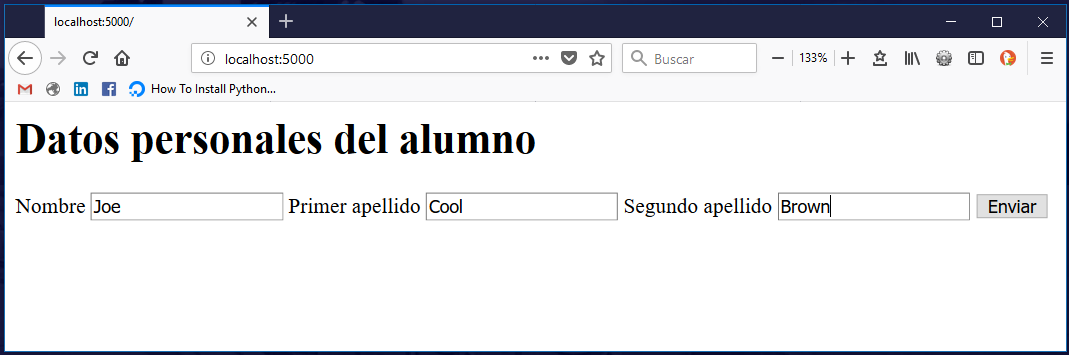 localhost:5000/
localhost:5000
Buscar
133%
How To Install Python...
Datos personales del alumno
Nombre Joe Primer apellido Cool Segundo apellido Brown Enviar